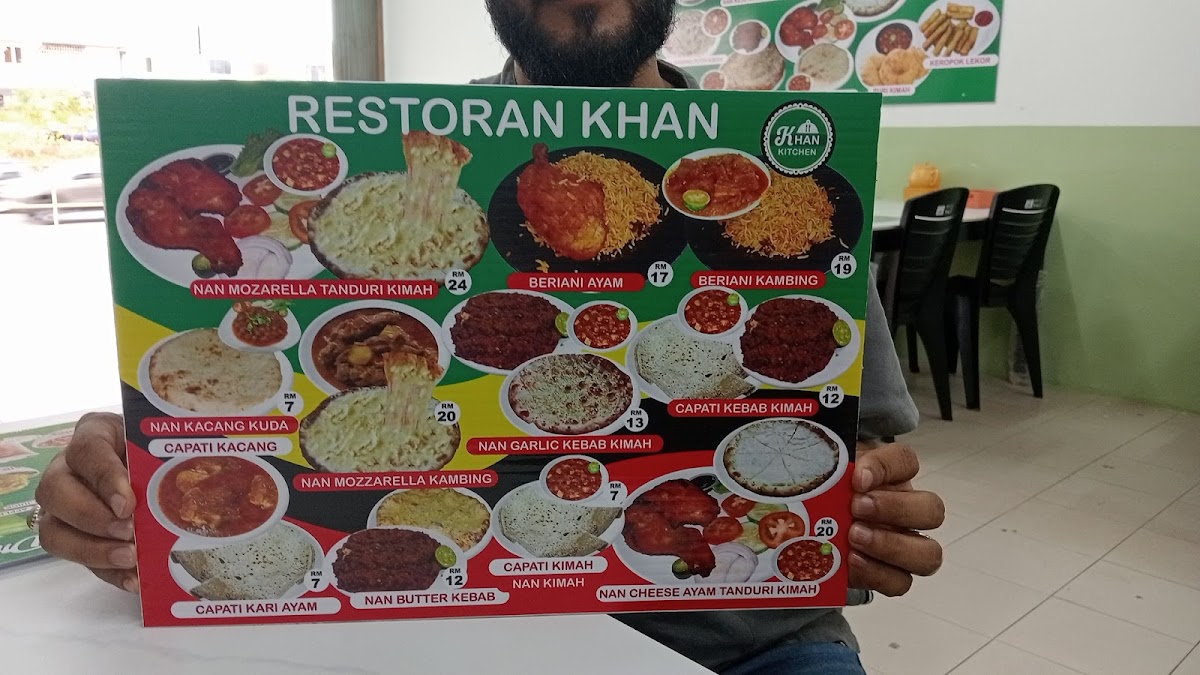 RESTORAN KHAN
KHAN
KITCHEN
NAN MOZARELLA TANDURI KIMAH
RM
24
BERIANI AYAM
RM
17
BERIANI KAMBING
RM
19
NAN KACANG KUDA
CAPATI KACANG
RM
7
NAN MOZZARELLA KAMBING
RM
20
NAN GARLIC KEBAB KIMAH
RM
13
CAPATI KEBAB KIMAH
RM
12
CAPATI KARI AYAM
RM
7
NAN BUTTER KEBAB
RM
12
CAPATI KIMAH
NAN KIMAH
RM
7
NAN CHEESE AYAM TANDURI KIMAH
RM
20
KEROPOK LEKOR